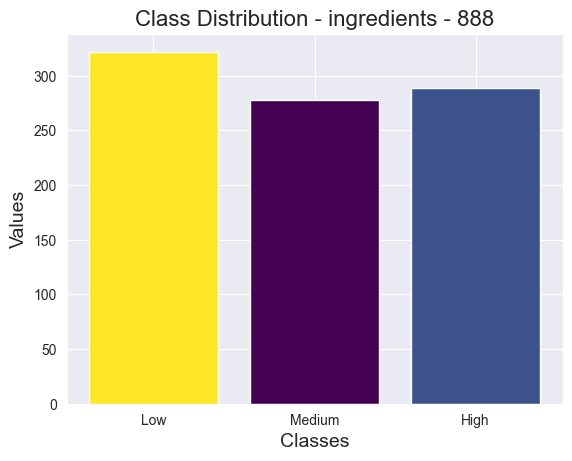 Class Distribution - ingredients - 888
Values
300
250
200
150
100
50
0
Low Medium High
Classes